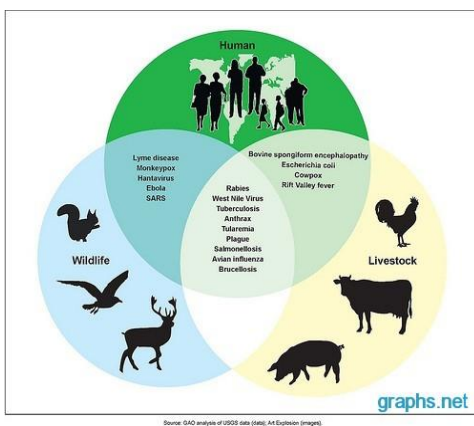 Human
Lyme disease
Monkeypox
Hantavirus
Ebola
SARS
Bovine spongiform encephalopathy
Escherichia coli
Cowpox
Rift Valley fever
Rabies
West Nile Virus
Tuberculosis
Anthrax
Tularemia
Plague
Salmonellosis
Avian influenza
Brucellosis
Wildlife
Livestock
graphs.net
Source: GAO analysis of USGS data (data); Art Explosion (images).